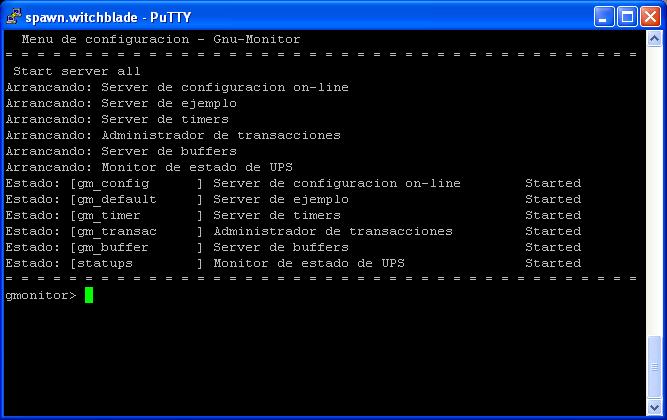 spawn.witchblade - PuTTY
Menu de configuracion - Gnu-Monitor
= = = = = = = = = = = = = = = = = = = = = = = = = = = = = = = = = = = = = = = =
Start server all
Arrancando: Server de configuracion on-line
Arrancando: Server de ejemplo
Arrancando: Server de timers
Arrancando: Administrador de transacciones
Arrancando: Server de buffers
Arrancando: Monitor de estado de UPS
Estado: [gm_config      ] Server de configuracion on-line        Started
Estado: [gm_default     ] Server de ejemplo                      Started
Estado: [gm_timer       ] Server de timers                       Started
Estado: [gm_transac     ] Administrador de transacciones         Started
Estado: [gm_buffer      ] Server de buffers                      Started
Estado: [statups        ] Monitor de estado de UPS               Started
= = = = = = = = = = = = = = = = = = = = = = = = = = = = = = = = = = = = = = = =
gmonitor>